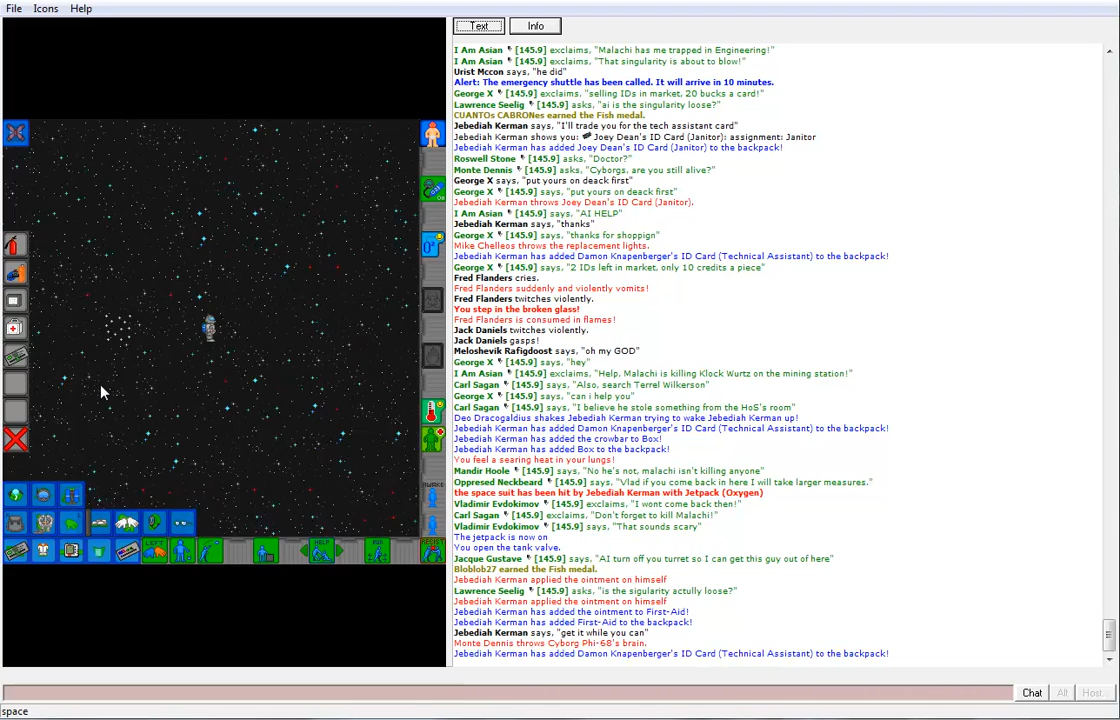 File Icons Help
Text Info
I Am Asian [145.9] exclaims, "Malachi has me trapped in Engineering!"
I Am Asian [145.9] exclaims, "That singularity is about to blow!"
Urist Mccon says, "he did"
Alert: The emergency shuttle has been called. It will arrive in 10 minutes.
George X [145.9] exclaims, "selling IDs in market, 20 bucks a card!"
Lawrence Seelig [145.9] asks, "ai is the singularity loose?"
CUANTOs CABRONes earned the Fish medal.
Jebediah Kerman says, "I'll trade you for the tech assistant card"
Jebediah Kerman shows you: Joey Dean's ID Card (Janitor): assignment: Janitor
Jebediah Kerman has added Joey Dean's ID Card (Janitor) to the backpack!
Roswell Stone [145.9] asks, "Doctor?"
Monte Dennis [145.9] asks, "Cyborgs, are you still alive?"
George X says, "put yours on deack first"
George X [145.9] says, "put yours on deack first"
Jebediah Kerman throws Joey Dean's ID Card (Janitor).
I Am Asian [145.9] says, "AI HELP"
Jebediah Kerman says, "thanks"
George X [145.9] says, "thanks for shoppign"
Mike Chelleos throws the replacement lights.
Jebediah Kerman has added Damon Knapenberger's ID Card (Technical Assistant) to the backpack!
George X [145.9] says, "2 IDs left in market, only 10 credits a piece"
Fred Flanders cries.
Fred Flanders suddenly and violently vomits!
Fred Flanders twitches violently.
You step in the broken glass!
Fred Flanders is consumed in flames!
Jack Daniels twitches violently.
Jack Daniels gasps!
Meloshevik Rafigdoost says, "oh my GOD"
George X [145.9] says, "hey"
I Am Asian [145.9] exclaims, "Help, Malachi is killing Klock Wurtz on the mining station!"
Carl Sagan [145.9] says, "Also, search Terrel Wilkerson"
George X [145.9] says, "can i help you"
Carl Sagan [145.9] says, "I believe he stole something from the HoS's room"
Deo Dracogaldius shakes Jebediah Kerman trying to wake Jebediah Kerman up!
Jebediah Kerman has added Damon Knapenberger's ID Card (Technical Assistant) to the backpack!
Jebediah Kerman has added the crowbar to Box!
Jebediah Kerman has added Box to the backpack!
You feel a searing heat in your lungs!
Mandir Hoole [145.9] says, "No he's not, malachi isn't killing anyone"
Oppresed Neckbeard [145.9] says, "Vlad if you come back in here I will take larger measures."
the space suit has been hit by Jebediah Kerman with Jetpack (Oxygen)
Vladimir Evdokimov [145.9] exclaims, "I wont come back then!"
Carl Sagan [145.9] exclaims, "Don't forget to kill Malachi!"
Vladimir Evdokimov [145.9] says, "That sounds scary"
The jetpack is now on
You open the tank valve.
Jacque Gustave [145.9] says, "AI turn off you turret so I can get this guy out of here"
Bloblob27 earned the Fish medal.
Jebediah Kerman applied the ointment on himself
Lawrence Seelig [145.9] asks, "is the sigularity actully loose?"
Jebediah Kerman applied the ointment on himself
Jebediah Kerman has added the ointment to First-Aid!
Jebediah Kerman has added First-Aid to the backpack!
Jebediah Kerman says, "get it while you can"
Monte Dennis throws Cyborg Phi-68's brain.
Jebediah Kerman has added Damon Knapenberger's ID Card (Technical Assistant) to the backpack!
On
AWAKE
LEFT HELP RUN RESIST
Chat Alt Host...
space